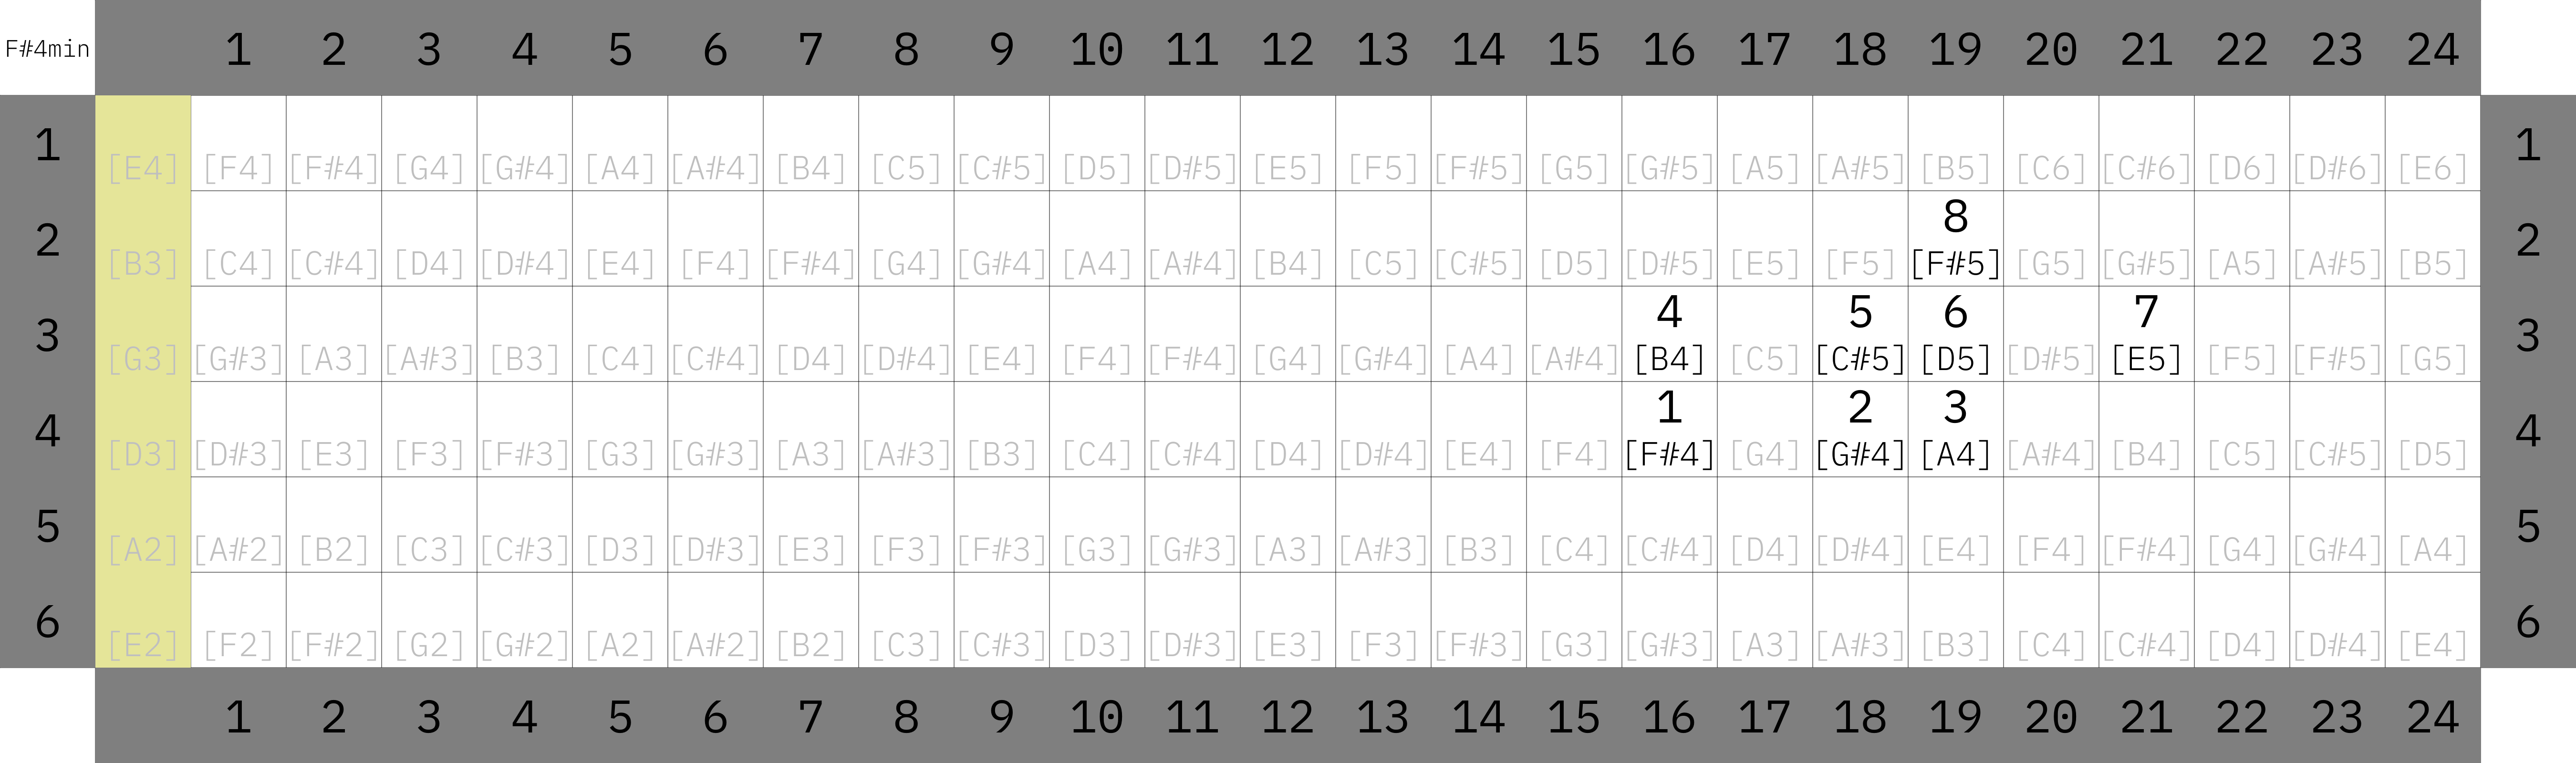 F#4min 1 2 3 4 5 6 7 8 9 10 11 12 13 14 15 16 17 18 19 20 21 22 23 24
1 [E4] [F4] [F#4] [G4] [G#4] [A4] [A#4] [B4] [C5] [C#5] [D5] [D#5] [E5] [F5] [F#5] [G5] [G#5] [A5] [A#5] [B5] [C6] [C#6] [D6] [D#6] [E6] 1
8
2 [B3] [C4] [C#4] [D4] [D#4] [E4] [F4] [F#4] [G4] [G#4] [A4] [A#4] [B4] [C5] [C#5] [D5] [D#5] [E5] [F5] [F#5] [G5] [G#5] [A5] [A#5] [B5] 2
4 5 6 7
3 [G3] [G#3] [A3] [A#3] [B3] [C4] [C#4] [D4] [D#4] [E4] [F4] [F#4] [G4] [G#4] [A4] [A#4] [B4] [C5] [C#5] [D5] [D#5] [E5] [F5] [F#5] [G5] 3
1 2 3
4 [D3] [D#3] [E3] [F3] [F#3] [G3] [G#3] [A3] [A#3] [B3] [C4] [C#4] [D4] [D#4] [E4] [F4] [F#4] [G4] [G#4] [A4] [A#4] [B4] [C5] [C#5] [D5] 4
5 [A2] [A#2] [B2] [C3] [C#3] [D3] [D#3] [E3] [F3] [F#3] [G3] [G#3] [A3] [A#3] [B3] [C4] [C#4] [D4] [D#4] [E4] [F4] [F#4] [G4] [G#4] [A4] 5
6 [E2] [F2] [F#2] [G2] [G#2] [A2] [A#2] [B2] [C3] [C#3] [D3] [D#3] [E3] [F3] [F#3] [G3] [G#3] [A3] [A#3] [B3] [C4] [C#4] [D4] [D#4] [E4] 6
1 2 3 4 5 6 7 8 9 10 11 12 13 14 15 16 17 18 19 20 21 22 23 24